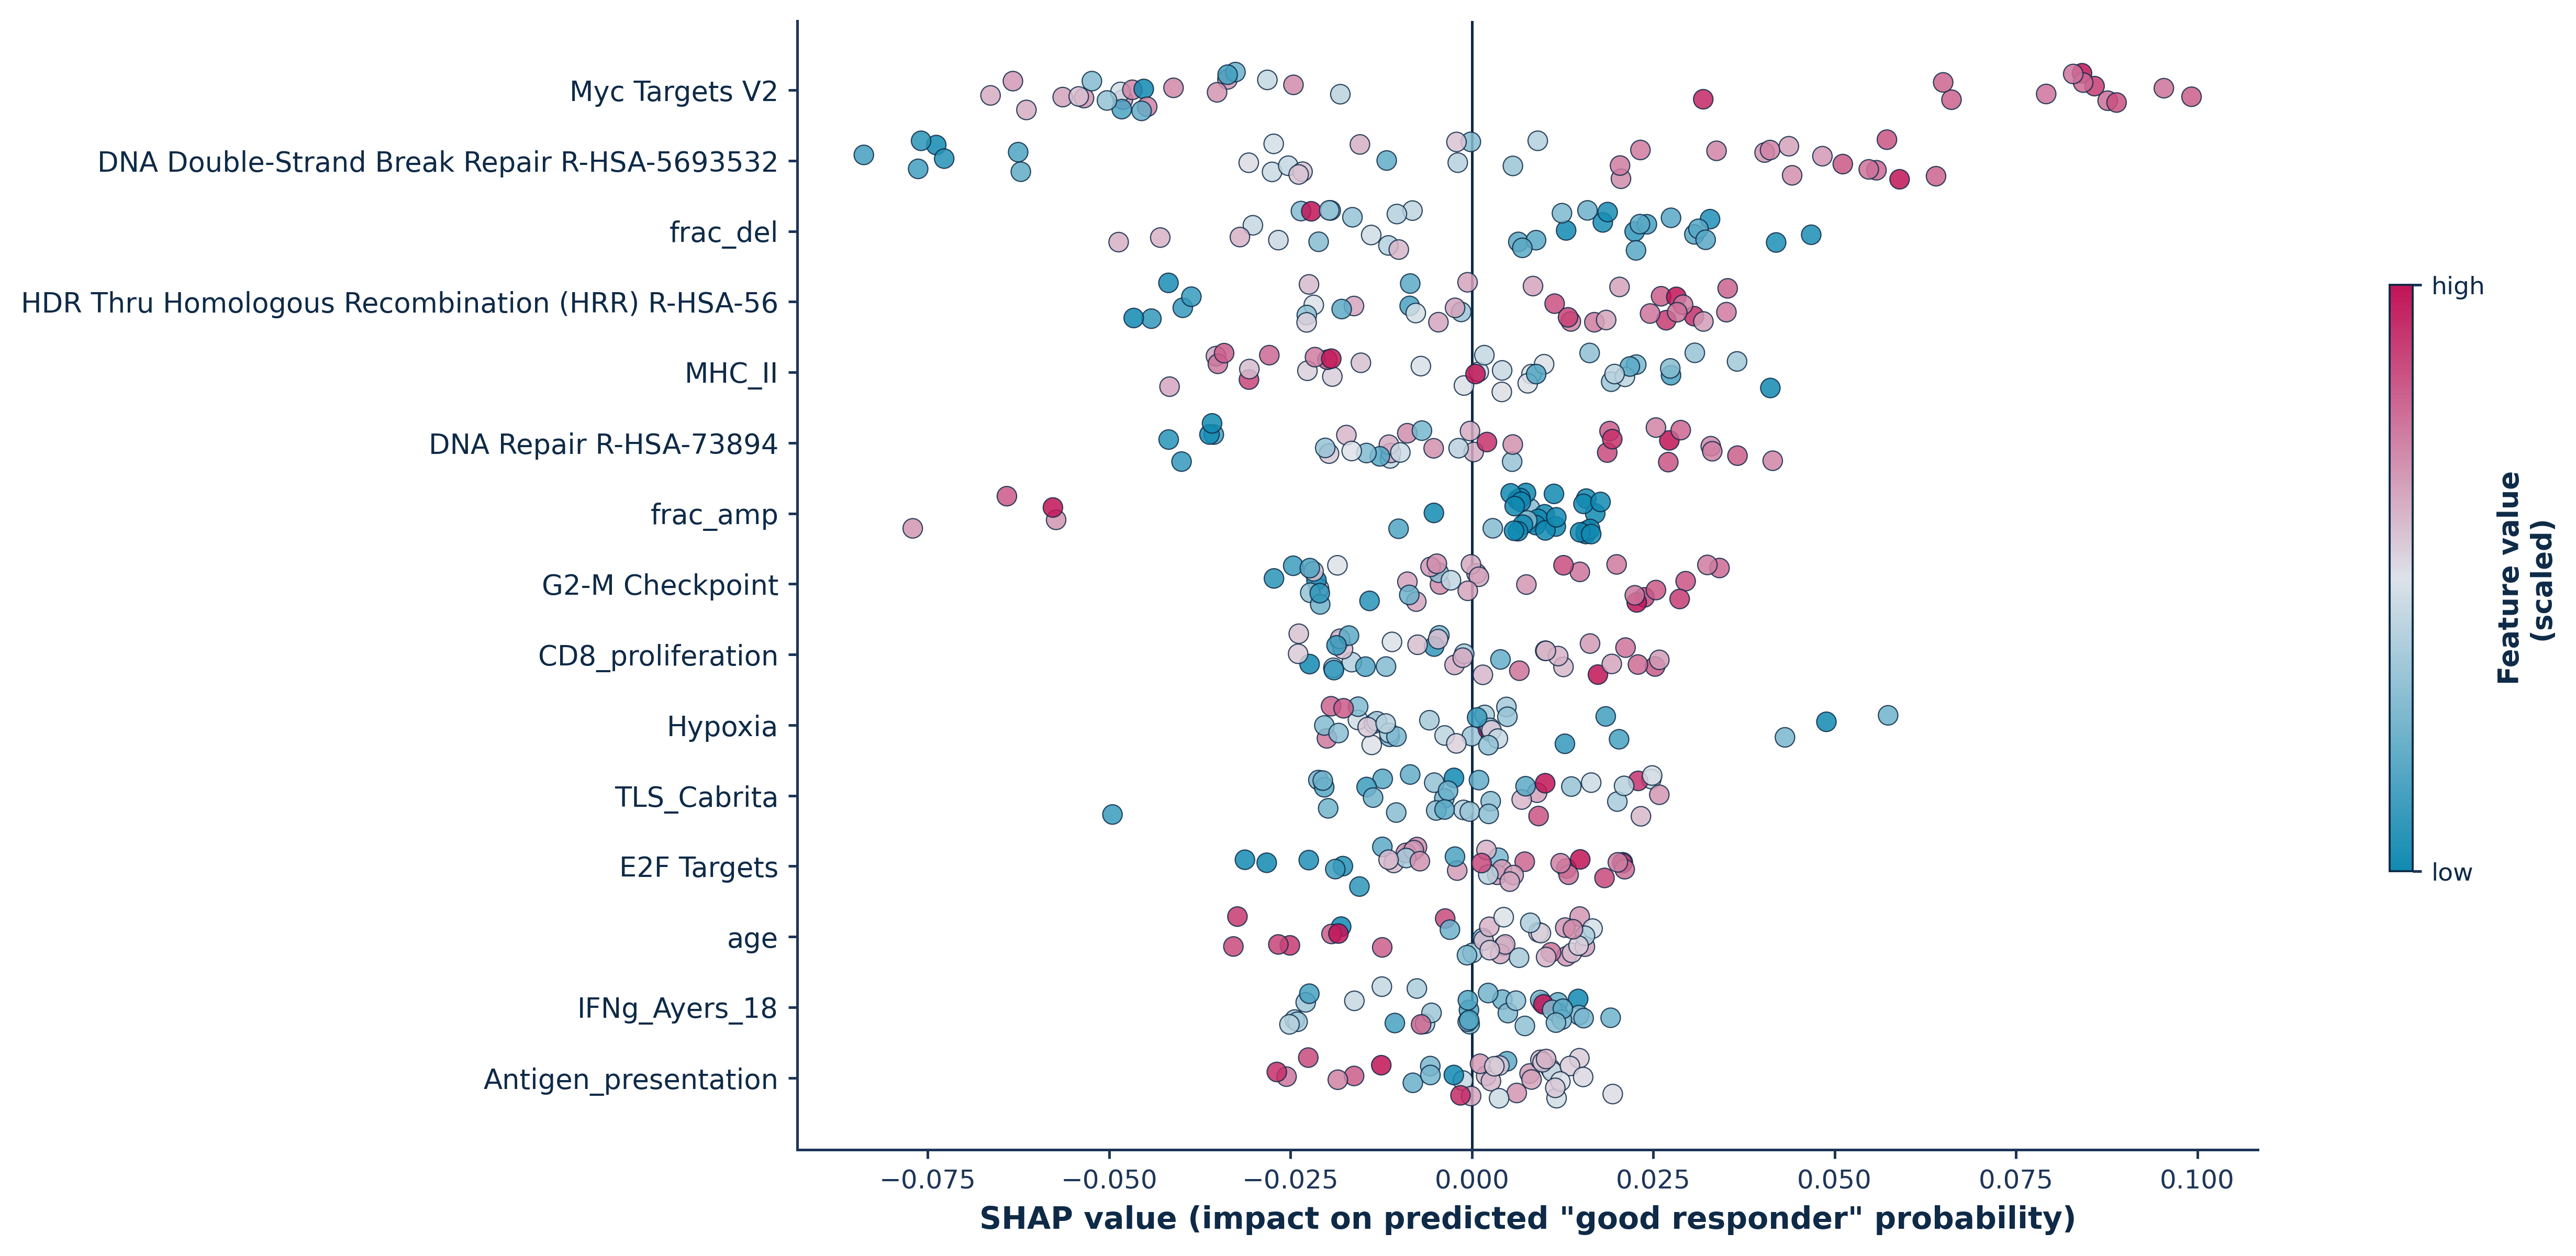 Myc Targets V2
DNA Double-Strand Break Repair R-HSA-5693532
frac_del
HDR Thru Homologous Recombination (HRR) R-HSA-56
MHC_II
DNA Repair R-HSA-73894
frac_amp
G2-M Checkpoint
CD8_proliferation
Hypoxia
TLS_Cabrita
E2F Targets
age
IFNg_Ayers_18
Antigen_presentation
−0.075 −0.050 −0.025 0.000 0.025 0.050 0.075 0.100
SHAP value (impact on predicted "good responder" probability)
high
low
Feature value
(scaled)